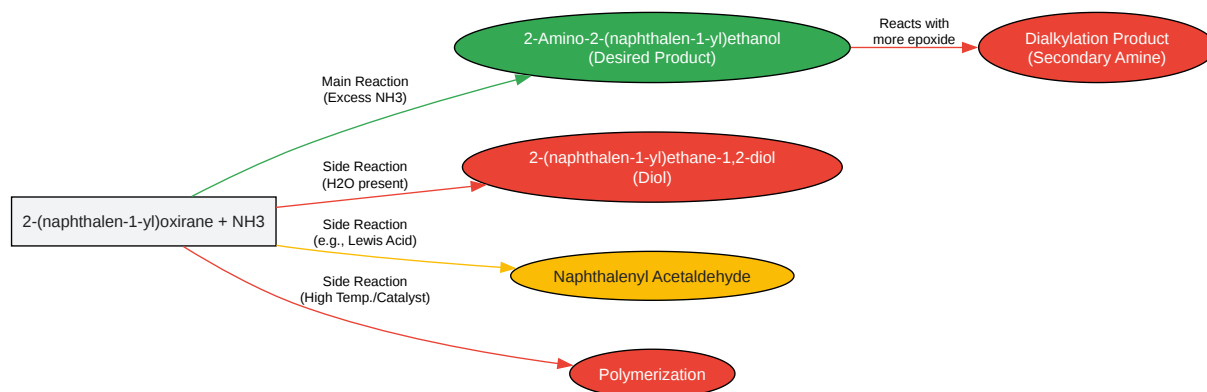 2-(naphthalen-1-yl)oxirane + NH3
Main Reaction
(Excess NH3)
2-Amino-2-(naphthalen-1-yl)ethanol
(Desired Product)
Reacts with
more epoxide
Dialkylation Product
(Secondary Amine)
Side Reaction
(H2O present)
2-(naphthalen-1-yl)ethane-1,2-diol
(Diol)
Side Reaction
(e.g., Lewis Acid)
Naphthalenyl Acetaldehyde
Side Reaction
(High Temp./Catalyst)
Polymerization